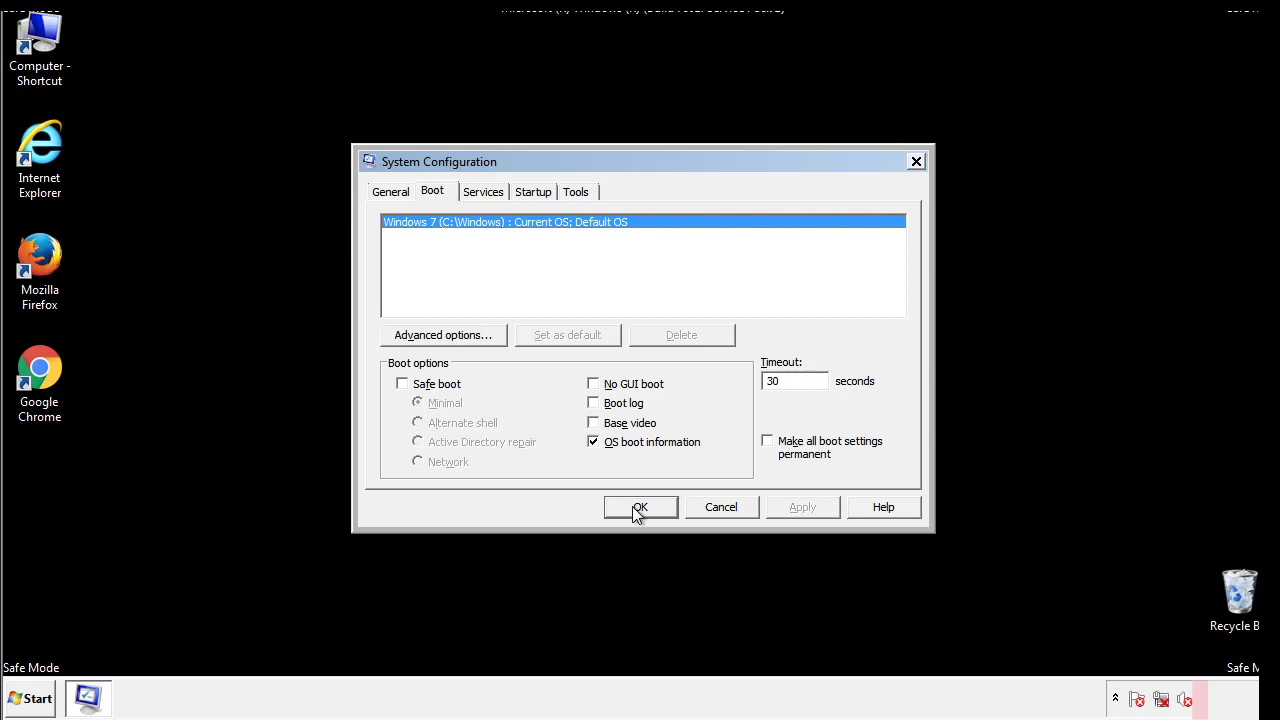 Computer -
Shortcut
Internet
Explorer
Mozilla
Firefox
Google
Chrome
System Configuration
General Boot Services Startup Tools
Windows 7 (C:\Windows) : Current OS; Default OS
Advanced options... Set as default Delete
Boot options
Timeout:
30 seconds
Safe boot
Minimal
Alternate shell
Active Directory repair
Network
No GUI boot
Boot log
Base video
OS boot information
Make all boot settings
permanent
OK Cancel Apply Help
Recycle B
Safe Mode
Safe M
Start